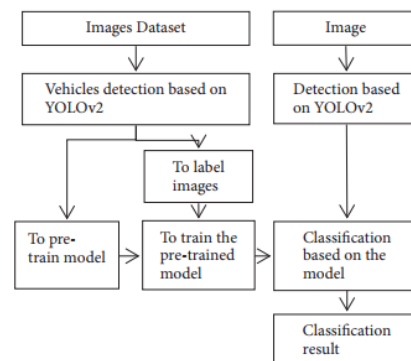 Images Dataset
Image
Vehicles detection based on
YOLOv2
Detection based
on YOLOv2
To label
images
To pre-
train model
To train the
pre-trained
model
Classification
based on the
model
Classification
result